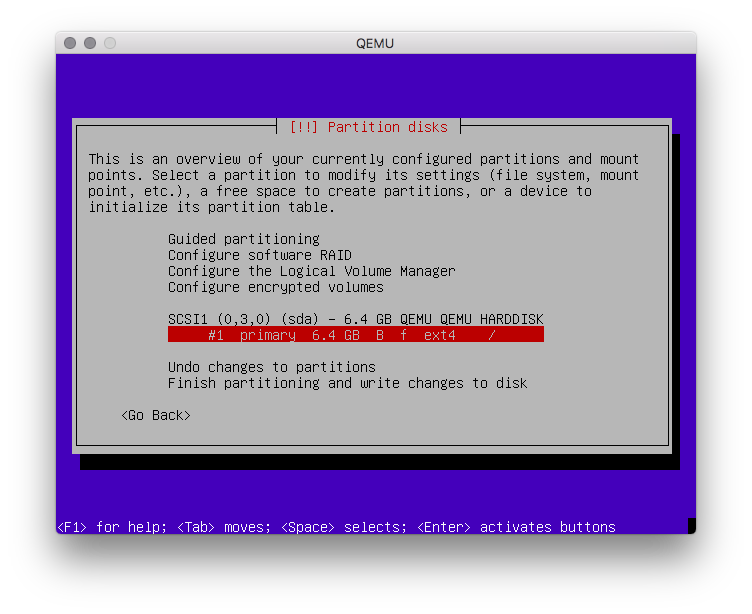 QEMU
[!!] Partition disks
This is an overview of your currently configured partitions and mount
points. Select a partition to modify its settings (file system, mount
point, etc.), a free space to create partitions, or a device to
initialize its partition table.
Guided partitioning
Configure software RAID
Configure the Logical Volume Manager
Configure encrypted volumes
SCSI1 (0,3,0) (sda) - 6.4 GB QEMU QEMU HARDDISK
#1 primary 6.4 GB B f ext4 /
Undo changes to partitions
Finish partitioning and write changes to disk
<Go Back>
<F1> for help; <Tab> moves; <Space> selects; <Enter> activates buttons